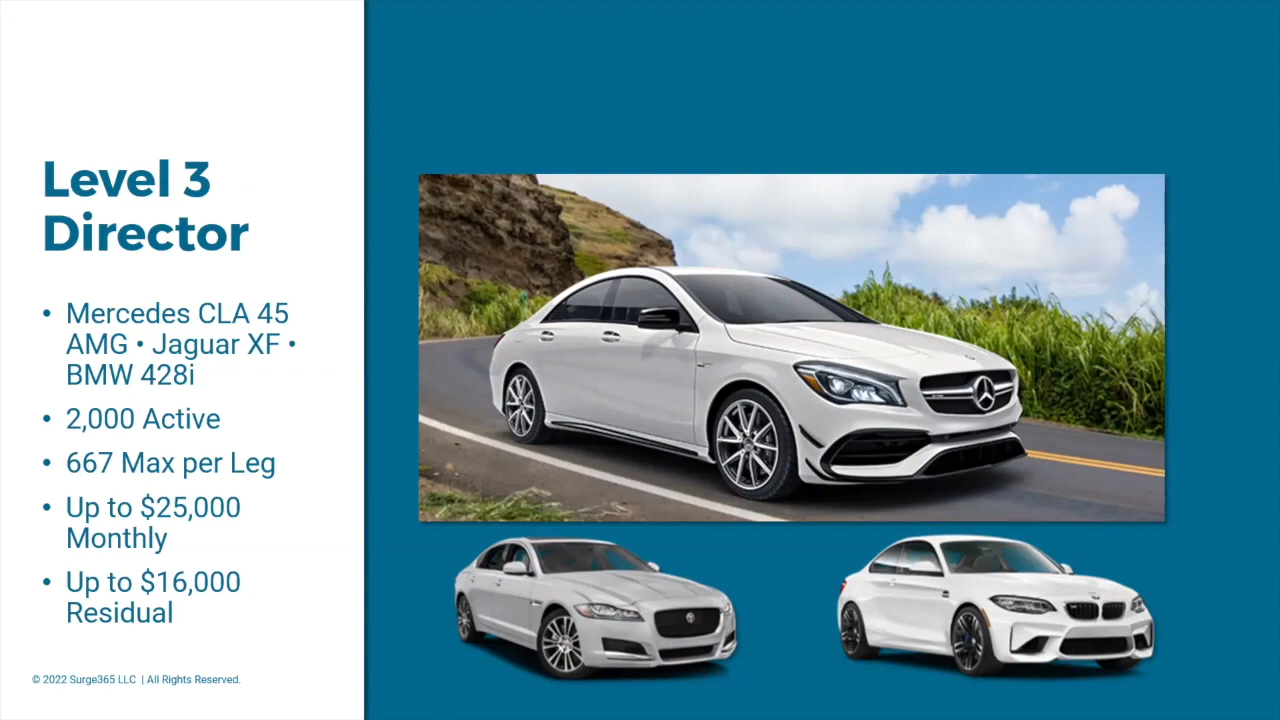 Level 3
Director
• Mercedes CLA 45
AMG • Jaguar XF •
BMW 428i
• 2,000 Active
• 667 Max per Leg
• Up to $25,000
Monthly
• Up to $16,000
Residual
© 2022 Surge365 LLC | All Rights Reserved.